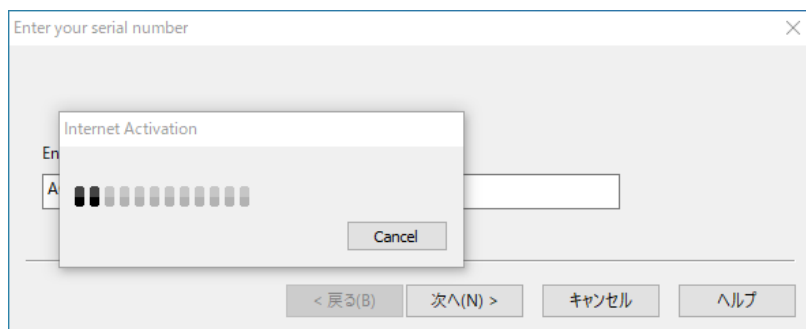 Enter your serial number
Internet Activation
En
A
Cancel
< 戻る(B) 次へ(N) > キャンセル ヘルプ